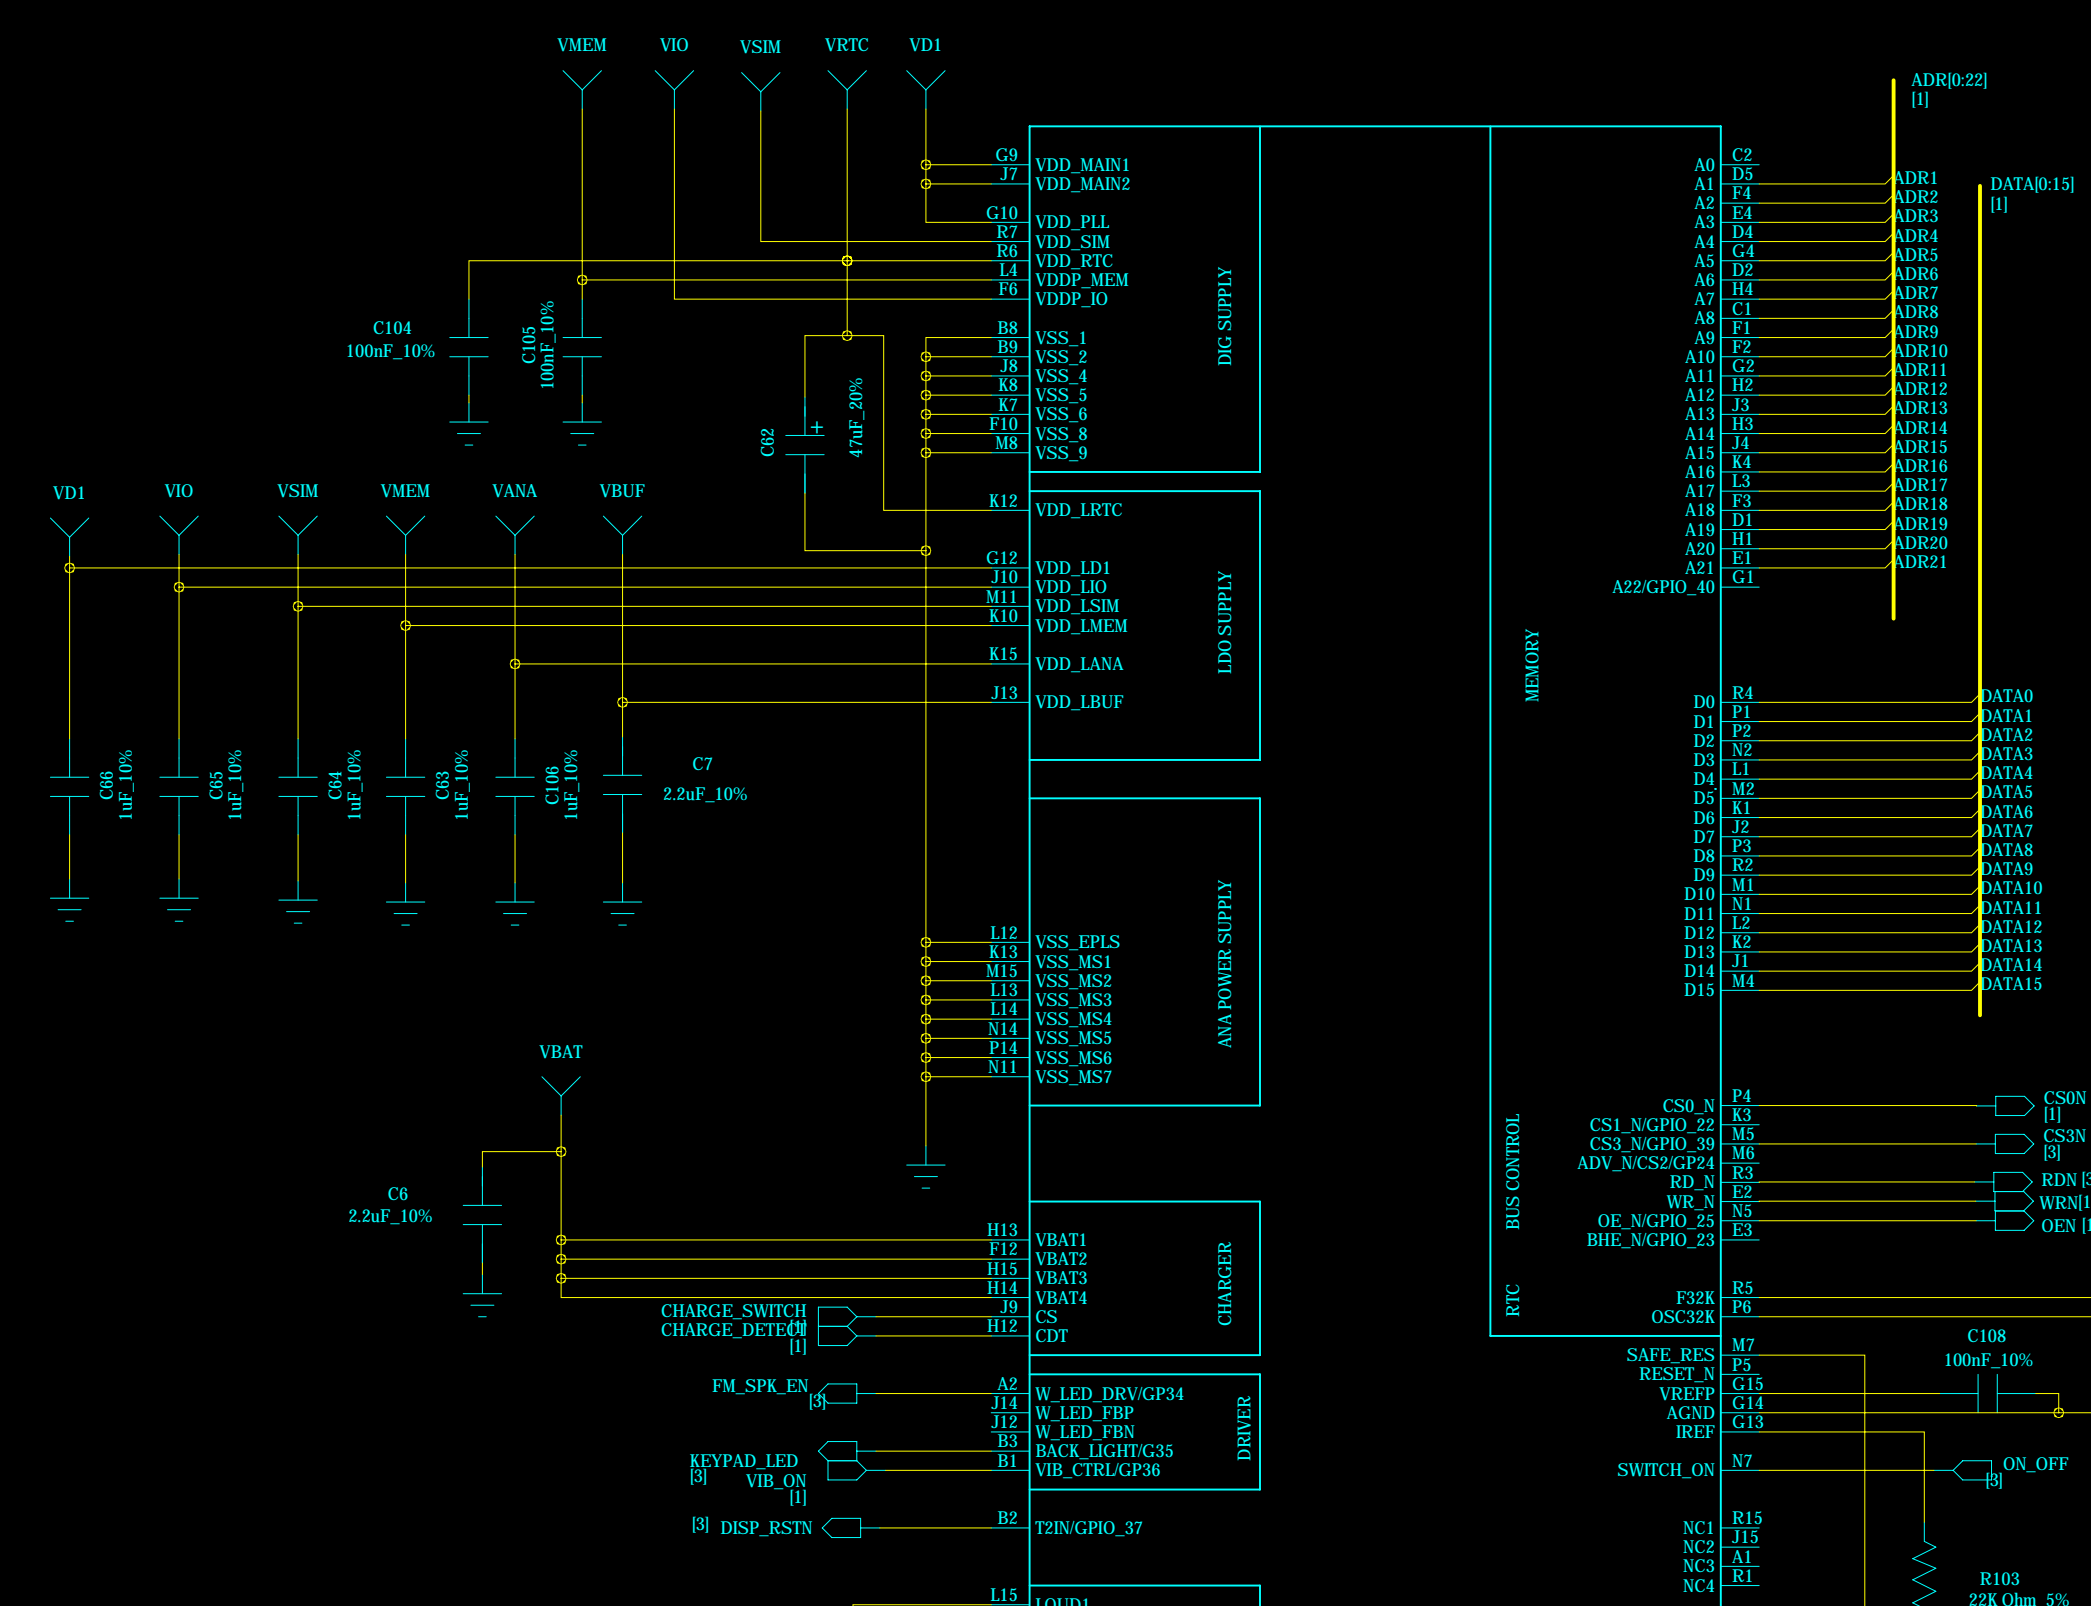 VMEM
VIO
VSIM
VRTC
VD1
C104
100nF_10%
C105
100nF_10%
C62
47uF_20%
+
VD1
VIO
VSIM
VMEM
VANA
VBUF
C66
1uF_10%
C65
1uF_10%
C64
1uF_10%
C63
1uF_10%
C106
1uF_10%
C7
2.2uF_10%
VBAT
C6
2.2uF_10%
G9 VDD_MAIN1
J7 VDD_MAIN2
G10 VDD_PLL
R7 VDD_SIM
R6 VDD_RTC
L4 VDDP_MEM
F6 VDDP_IO
B8 VSS_1
B9 VSS_2
J8 VSS_4
K8 VSS_5
K7 VSS_6
F10 VSS_8
M8 VSS_9
DIG SUPPLY
K12 VDD_LRTC
G12 VDD_LD1
J10 VDD_LIO
M11 VDD_LSIM
K10 VDD_LMEM
K15 VDD_LANA
J13 VDD_LBUF
LDO SUPPLY
L12 VSS_EPLS
K13 VSS_MS1
M15 VSS_MS2
L13 VSS_MS3
L14 VSS_MS4
N14 VSS_MS5
P14 VSS_MS6
N11 VSS_MS7
ANA POWER SUPPLY
H13 VBAT1
F12 VBAT2
H15 VBAT3
H14 VBAT4
CHARGE_SWITCH
[1]
J9 CS
CHARGE_DETECT
[1]
H12 CDT
CHARGER
FM_SPK_EN
[3]
A2 W_LED_DRV/GP34
J14 W_LED_FBP
J12 W_LED_FBN
B3 BACK_LIGHT/G35
B1 VIB_CTRL/GP36
KEYPAD_LED
[3]
VIB_ON
[1]
DRIVER
[3] DISP_RSTN
B2 T2IN/GPIO_37
L15 LOUD1
MEMORY
BUS CONTROL
RTC
ADR[0:22]
[1]
DATA[0:15]
[1]
A0 C2
A1 D5 ADR1
A2 F4 ADR2
A3 E4 ADR3
A4 D4 ADR4
A5 G4 ADR5
A6 D2 ADR6
A7 H4 ADR7
A8 C1 ADR8
A9 F1 ADR9
A10 F2 ADR10
A11 G2 ADR11
A12 H2 ADR12
A13 J3 ADR13
A14 H3 ADR14
A15 J4 ADR15
A16 K4 ADR16
A17 L3 ADR17
A18 F3 ADR18
A19 D1 ADR19
A20 H1 ADR20
A21 E1 ADR21
A22/GPIO_40 G1
D0 R4 DATA0
D1 P1 DATA1
D2 P2 DATA2
D3 N2 DATA3
D4 L1 DATA4
D5 M2 DATA5
D6 K1 DATA6
D7 J2 DATA7
D8 P3 DATA8
D9 R2 DATA9
D10 M1 DATA10
D11 N1 DATA11
D12 L2 DATA12
D13 K2 DATA13
D14 J1 DATA14
D15 M4 DATA15
CS0_N P4 CS0N
[1]
CS1_N/GPIO_22 K3
CS3_N/GPIO_39 M5 CS3N
[3]
ADV_N/CS2/GP24 M6
RD_N R3 RDN
WR_N E2 WRN[1
OE_N/GPIO_25 N5 OEN [1
BHE_N/GPIO_23 E3
F32K R5
OSC32K P6
C108
100nF_10%
SAFE_RES M7
RESET_N P5
VREFP G15
AGND G14
IREF G13
SWITCH_ON N7 ON_OFF
[3]
NC1 R15
NC2 J15
NC3 A1
NC4 R1
R103
22K Ohm_5%